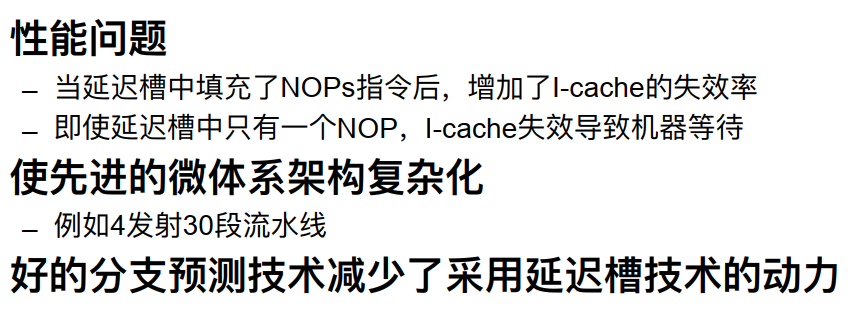 性能问题
– 当延迟槽中填充了NOPs指令后，增加了I-cache的失效率
– 即使延迟槽中只有一个NOP，I-cache失效导致机器等待
使先进的微体系架构复杂化
– 例如4发射30段流水线
好的分支预测技术减少了采用延迟槽技术的动力